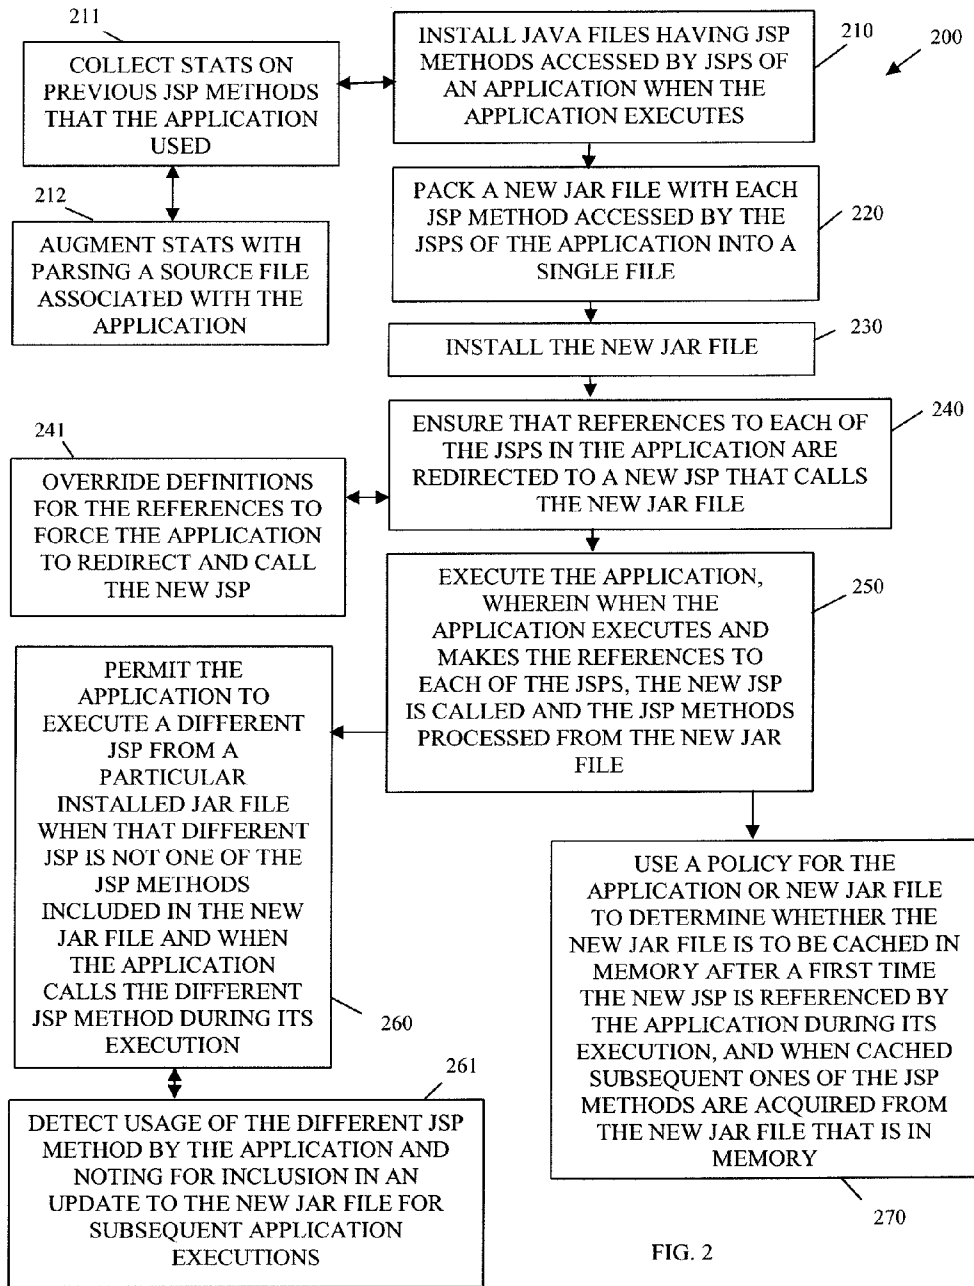 211
COLLECT STATS ON
PREVIOUS JSP METHODS
THAT THE APPLICATION
USED
INSTALL JAVA FILES HAVING JSP
METHODS ACCESSED BY JSPS OF
AN APPLICATION WHEN THE
APPLICATION EXECUTES
210
200
212
AUGMENT STATS WITH
PARSING A SOURCE FILE
ASSOCIATED WITH THE
APPLICATION
PACK A NEW JAR FILE WITH EACH
JSP METHOD ACCESSED BY THE
JSPS OF THE APPLICATION INTO A
SINGLE FILE
220
INSTALL THE NEW JAR FILE
230
241
OVERRIDE DEFINITIONS
FOR THE REFERENCES TO
FORCE THE APPLICATION
TO REDIRECT AND CALL
THE NEW JSP
ENSURE THAT REFERENCES TO EACH OF
THE JSPS IN THE APPLICATION ARE
REDIRECTED TO A NEW JSP THAT CALLS
THE NEW JAR FILE
240
EXECUTE THE APPLICATION,
WHEREIN WHEN THE
APPLICATION EXECUTES AND
MAKES THE REFERENCES TO
EACH OF THE JSPS, THE NEW JSP
IS CALLED AND THE JSP METHODS
PROCESSED FROM THE NEW JAR
FILE
250
PERMIT THE
APPLICATION TO
EXECUTE A DIFFERENT
JSP FROM A
PARTICULAR
INSTALLED JAR FILE
WHEN THAT DIFFERENT
JSP IS NOT ONE OF THE
JSP METHODS
INCLUDED IN THE NEW
JAR FILE AND WHEN
THE APPLICATION
CALLS THE DIFFERENT
JSP METHOD DURING ITS
EXECUTION
260
261
DETECT USAGE OF THE DIFFERENT JSP
METHOD BY THE APPLICATION AND
NOTING FOR INCLUSION IN AN
UPDATE TO THE NEW JAR FILE FOR
SUBSEQUENT APPLICATION
EXECUTIONS
USE A POLICY FOR THE
APPLICATION OR NEW JAR FILE
TO DETERMINE WHETHER THE
NEW JAR FILE IS TO BE CACHED IN
MEMORY AFTER A FIRST TIME
THE NEW JSP IS REFERENCED BY
THE APPLICATION DURING ITS
EXECUTION, AND WHEN CACHED
SUBSEQUENT ONES OF THE JSP
METHODS ARE ACQUIRED FROM
THE NEW JAR FILE THAT IS IN
MEMORY
270
FIG. 2